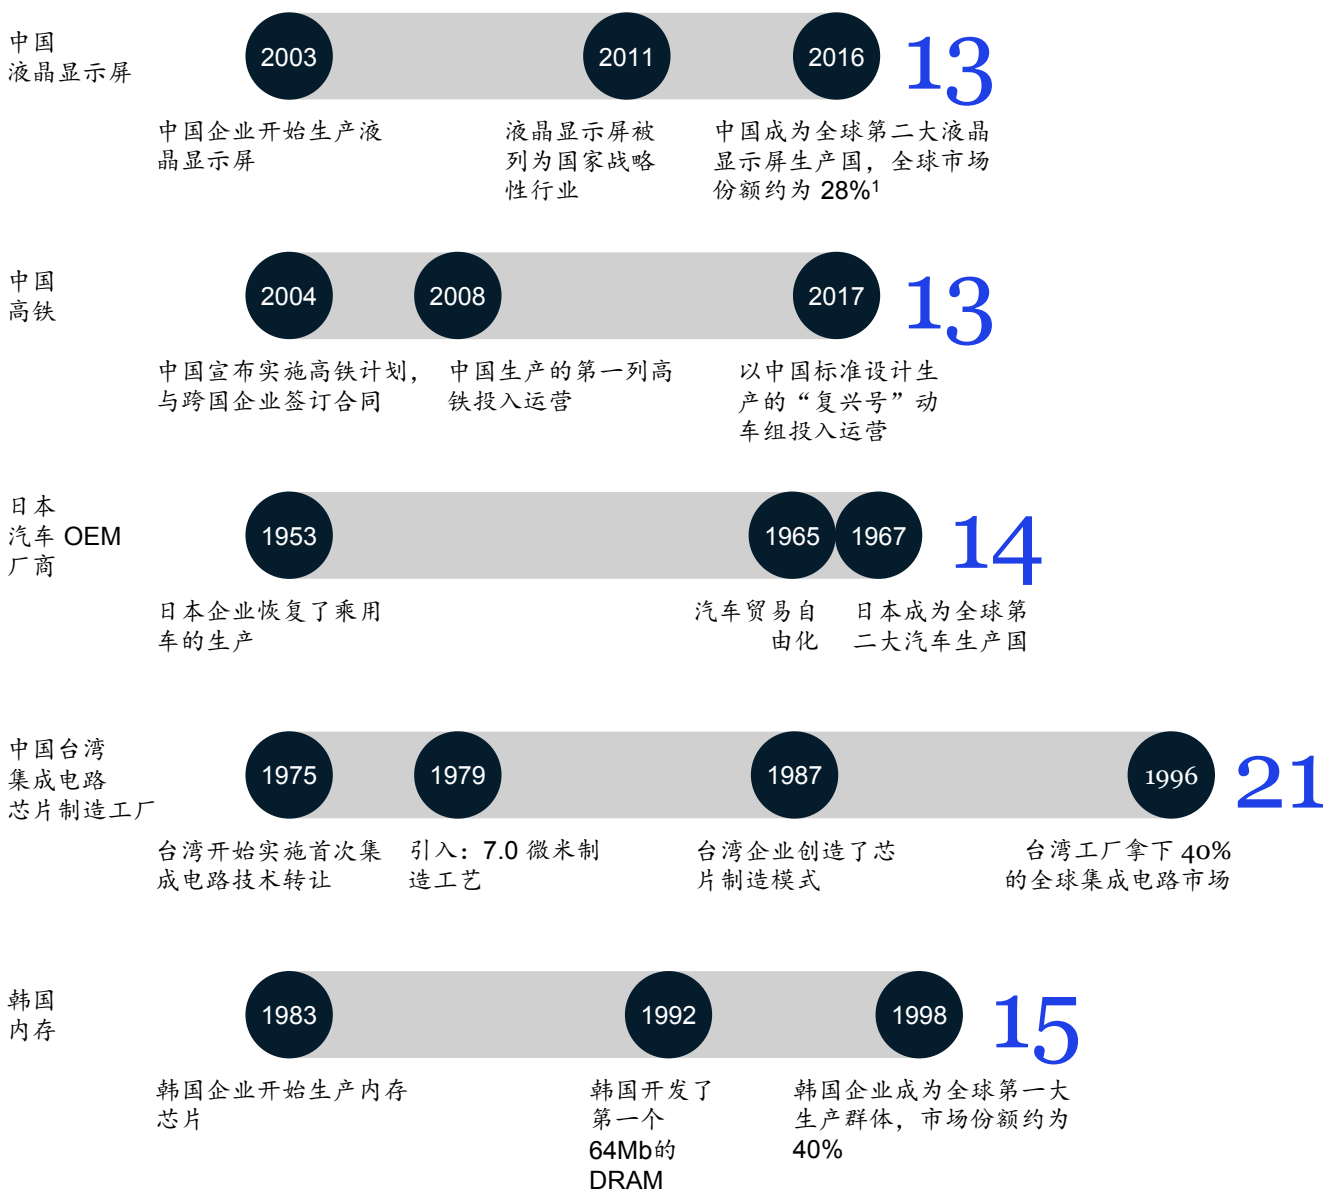 中国
液晶显示屏
2003
2011
2016
13
中国企业开始生产液
晶显示屏
液晶显示屏被
列为国家战略
性行业
中国成为全球第二大液晶
显示屏生产国，全球市场
份额约为 28%1
中国
高铁
2004
2008
2017
13
中国宣布实施高铁计划，
与跨国企业签订合同
中国生产的第一列高
铁投入运营
以中国标准设计生
产的“复兴号”动
车组投入运营
日本
汽车 OEM
厂商
1953
1965
1967
14
日本企业恢复了乘用
车的生产
汽车贸易自
由化
日本成为全球第
二大汽车生产国
中国台湾
集成电路
芯片制造工厂
1975
1979
1987
1996
21
台湾开始实施首次集
成电路技术转让
引入：7.0 微米制
造工艺
台湾企业创造了芯
片制造模式
台湾工厂拿下 40%
的全球集成电路市场
韩国
内存
1983
1992
1998
15
韩国企业开始生产内存
芯片
韩国开发了
第一个
64Mb的
DRAM
韩国企业成为全球第一大
生产群体，市场份额约为
40%